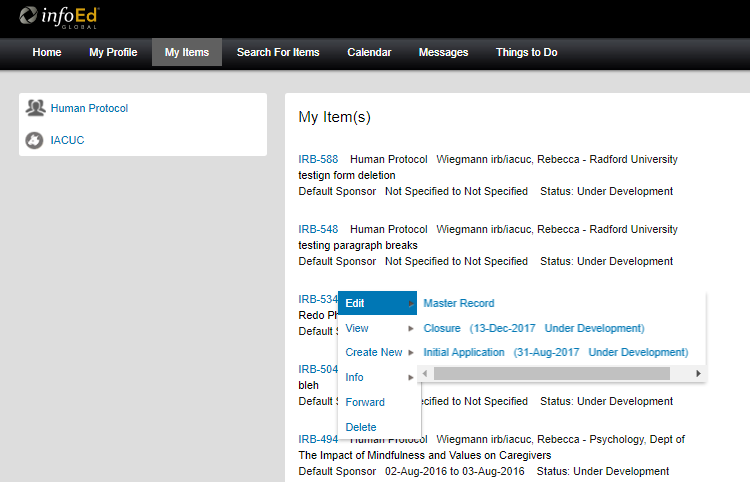 infoEd
GLOBAL
Home My Profile My Items Search For Items Calendar Messages Things to Do
Human Protocol
IACUC
My Item(s)
IRB-588 Human Protocol Wiegmann irb/iacuc, Rebecca - Radford University
testign form deletion
Default Sponsor Not Specified to Not Specified Status: Under Development
IRB-548 Human Protocol Wiegmann irb/iacuc, Rebecca - Radford University
testing paragraph breaks
Default Sponsor Not Specified to Not Specified Status: Under Development
IRB-534
Redo
Default
Edit
View
Create New
Info
Forward
Delete
Master Record
Closure (13-Dec-2017 Under Development)
Initial Application (31-Aug-2017 Under Development)
IRB-504
bleh
Default to Not Specified Status: Under Development
IRB-494 Human Protocol Wiegmann irb/iacuc, Rebecca - Psychology, Dept of
The Impact of Mindfulness and Values on Caregivers
Default Sponsor 02-Aug-2016 to 03-Aug-2016 Status: Under Development